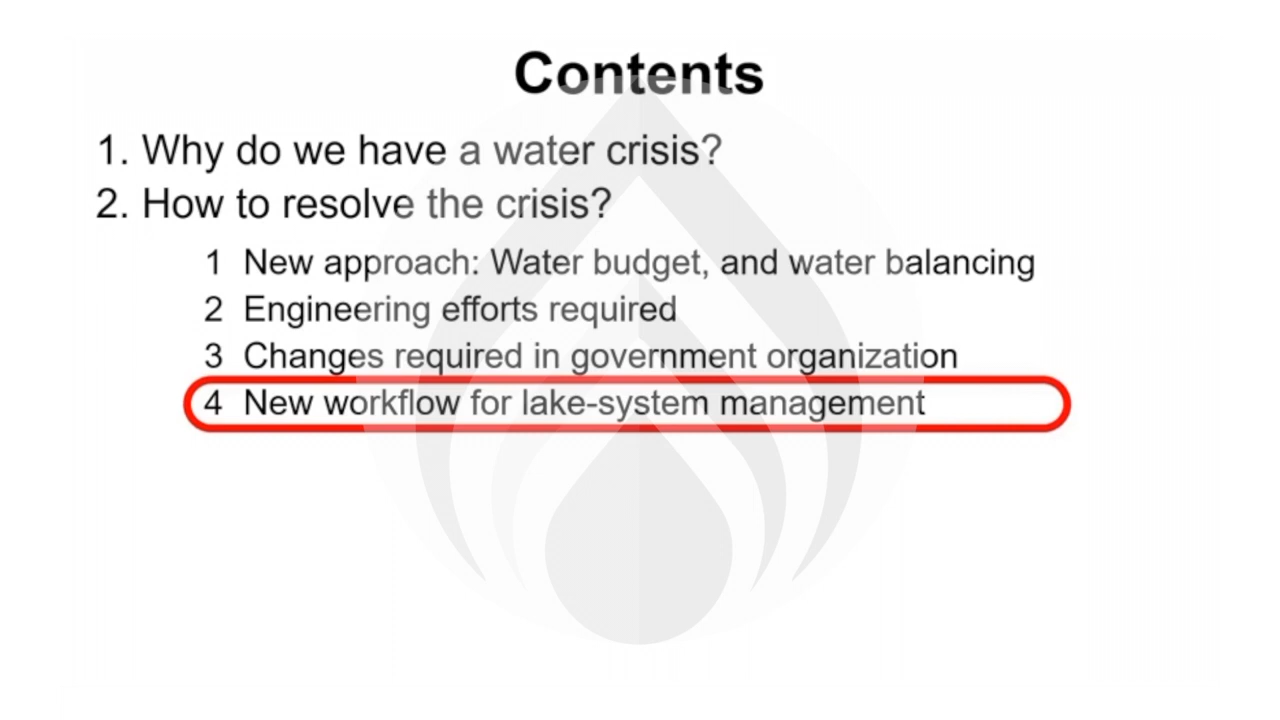 Contents
1. Why do we have a water crisis?
2. How to resolve the crisis?
1 New approach: Water budget, and water balancing
2 Engineering efforts required
3 Changes required in government organization
4 New workflow for lake-system management